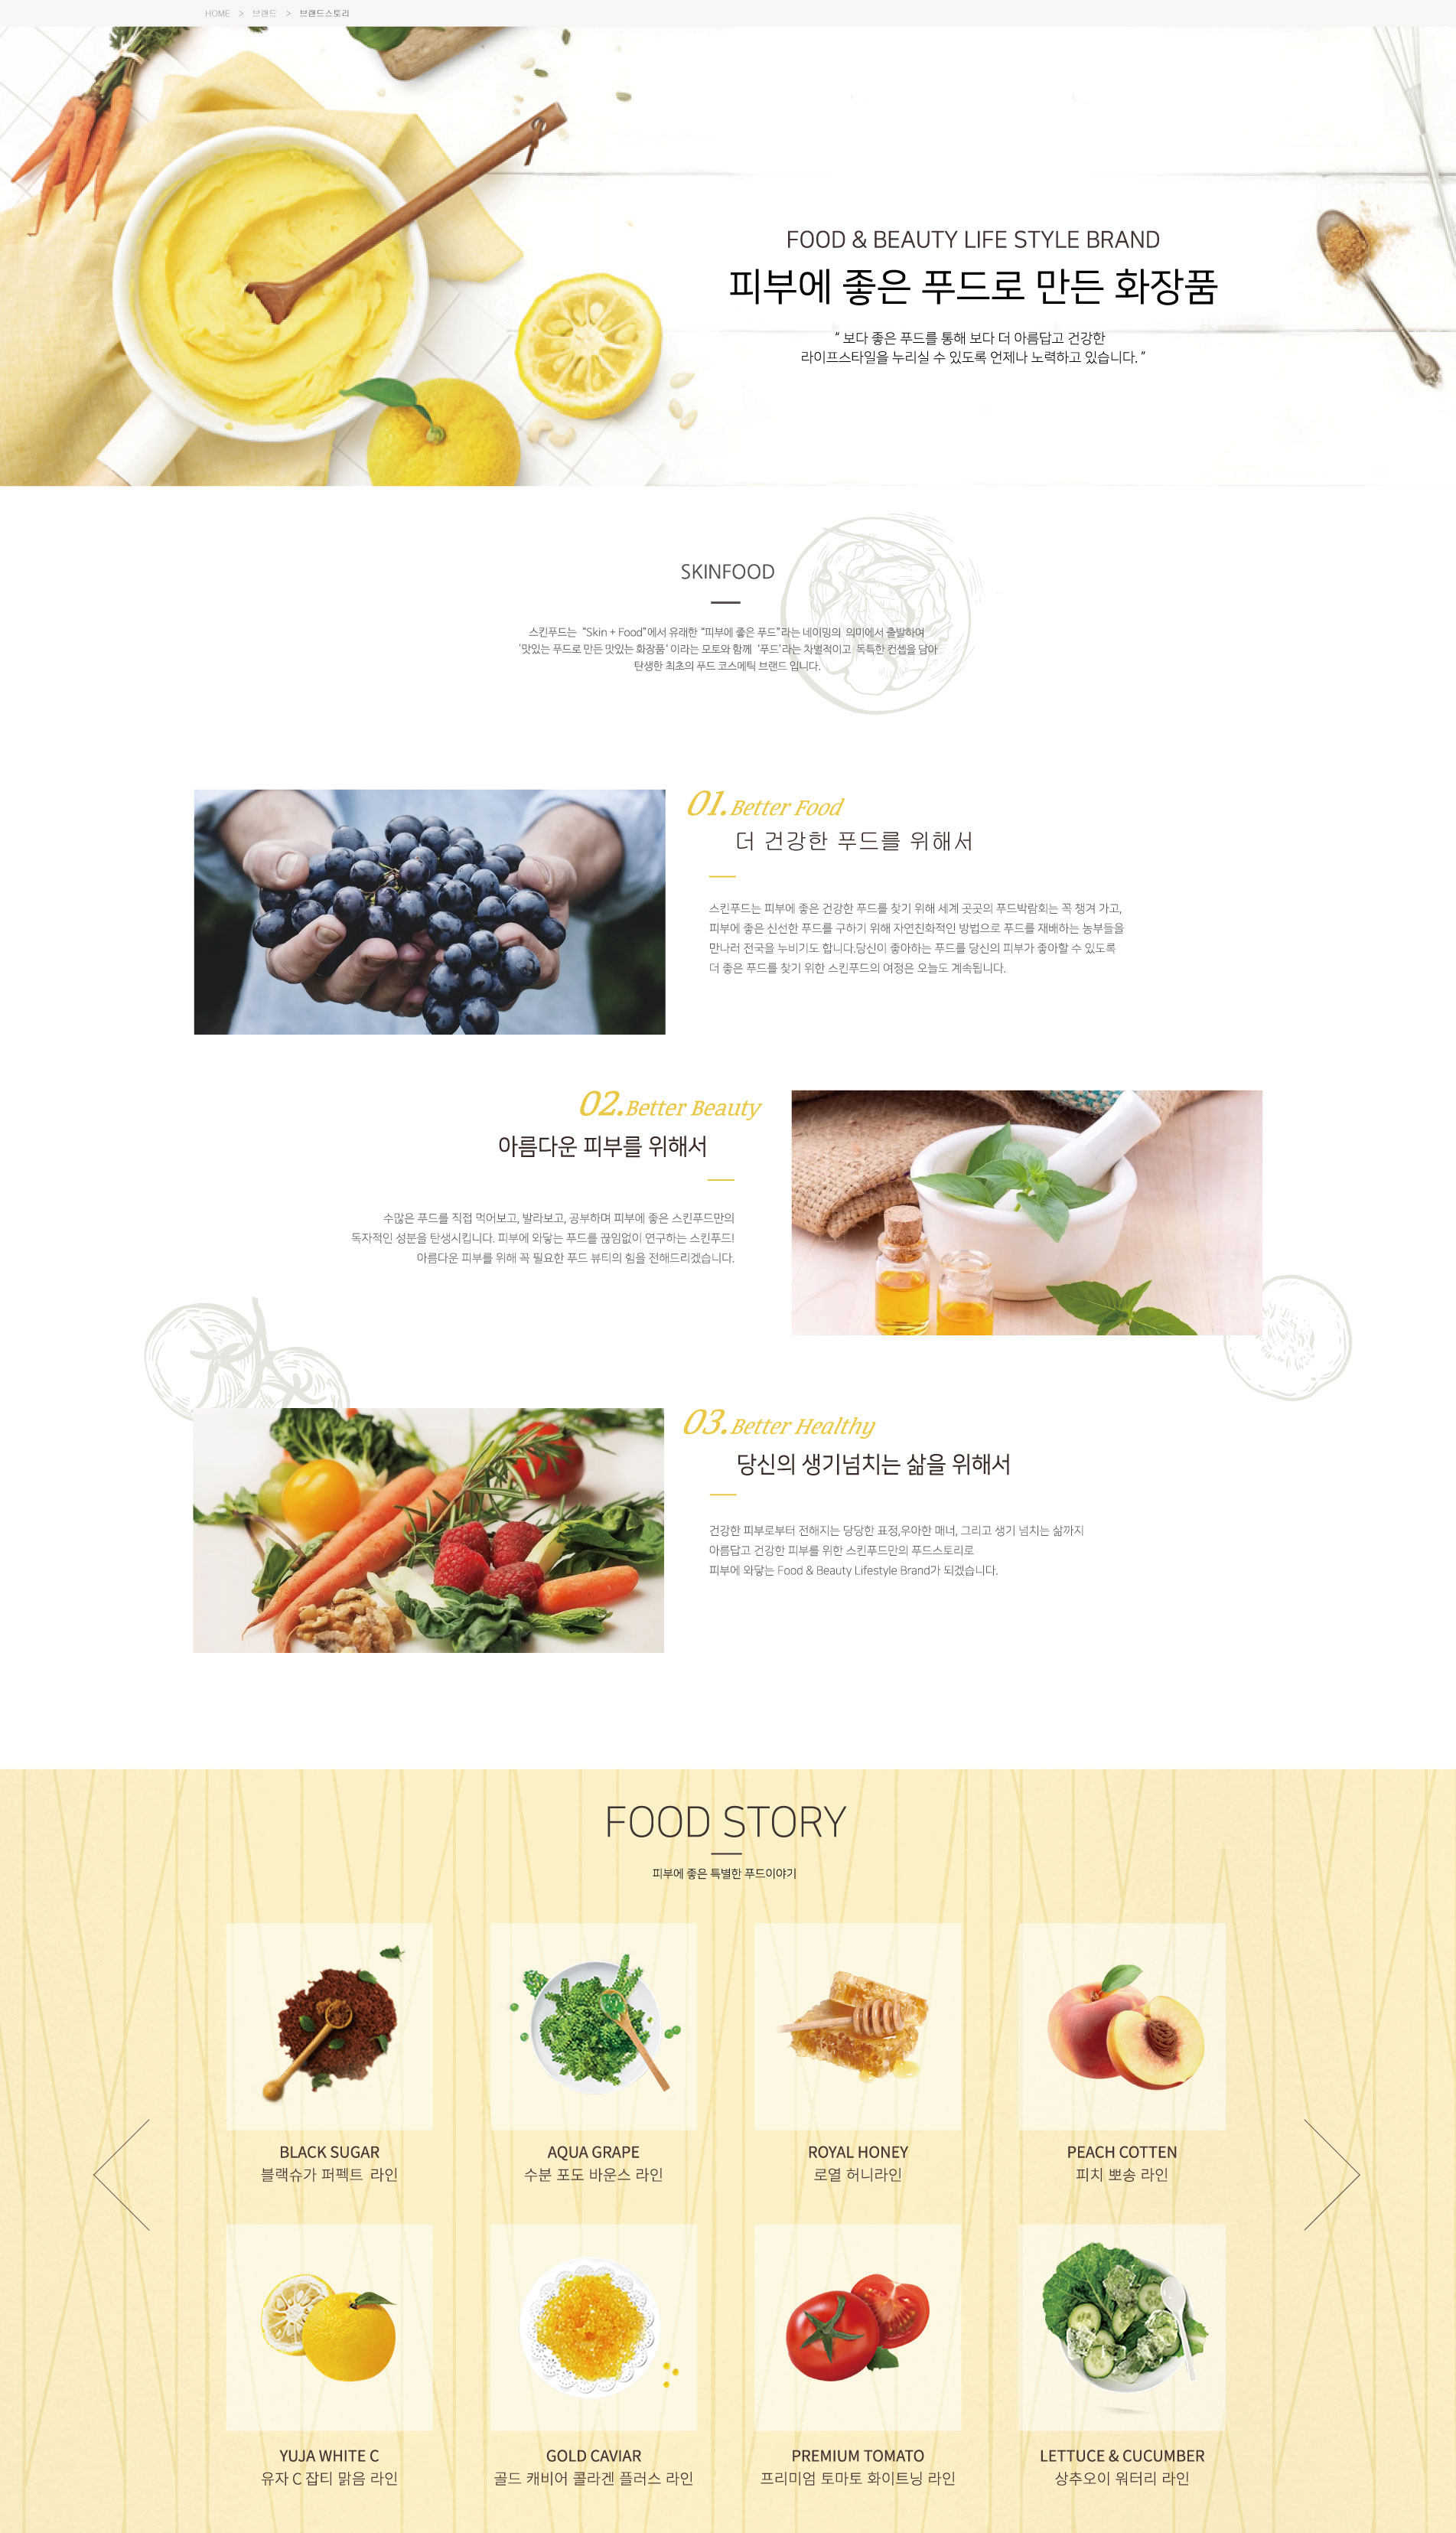 HOME > 브랜드 > 브랜드스토리
FOOD & BEAUTY LIFE STYLE BRAND
피부에 좋은 푸드로 만든 화장품
“ 보다 좋은 푸드를 통해 보다 더 아름답고 건강한
라이프스타일을 누리실 수 있도록 언제나 노력하고 있습니다. ”
SKINFOOD
스킨푸드는 “Skin + Food”에서 유래한 “피부에 좋은 푸드”라는 네이밍의 의미에서 출발하여
'맛있는 푸드로 만든 맛있는 화장품' 이라는 모토와 함께 '푸드'라는 차별적이고 독특한 컨셉을 담아
탄생한 최초의 푸드 코스메틱 브랜드 입니다.
01. Better Food
더 건강한 푸드를 위해서
스킨푸드는 피부에 좋은 건강한 푸드를 찾기 위해 세계 곳곳의 푸드박람회는 꼭 챙겨 가고,
피부에 좋은 신선한 푸드를 구하기 위해 자연친화적인 방법으로 푸드를 재배하는 농부들을
만나러 전국을 누비기도 합니다.당신이 좋아하는 푸드를 당신의 피부가 좋아할 수 있도록
더 좋은 푸드를 찾기 위한 스킨푸드의 여정은 오늘도 계속됩니다.
02. Better Beauty
아름다운 피부를 위해서
수많은 푸드를 직접 먹어보고, 발라보고, 공부하며 피부에 좋은 스킨푸드만의
독자적인 성분을 탄생시킵니다. 피부에 와닿는 푸드를 끊임없이 연구하는 스킨푸드!
아름다운 피부를 위해 꼭 필요한 푸드 뷰티의 힘을 전해드리겠습니다.
03. Better Healthy
당신의 생기넘치는 삶을 위해서
건강한 피부로부터 전해지는 당당한 표정,우아한 매너, 그리고 생기 넘치는 삶까지
아름답고 건강한 피부를 위한 스킨푸드만의 푸드스토리로
피부에 와닿는 Food & Beauty Lifestyle Brand가 되겠습니다.
FOOD STORY
피부에 좋은 특별한 푸드이야기
BLACK SUGAR
블랙슈가 퍼펙트 라인
AQUA GRAPE
수분 포도 바운스 라인
ROYAL HONEY
로열 허니라인
PEACH COTTEN
피치 뽀송 라인
YUJA WHITE C
유자 C 잡티 맑음 라인
GOLD CAVIAR
골드 캐비어 콜라겐 플러스 라인
PREMIUM TOMATO
프리미엄 토마토 화이트닝 라인
LETTUCE & CUCUMBER
상추오이 워터리 라인